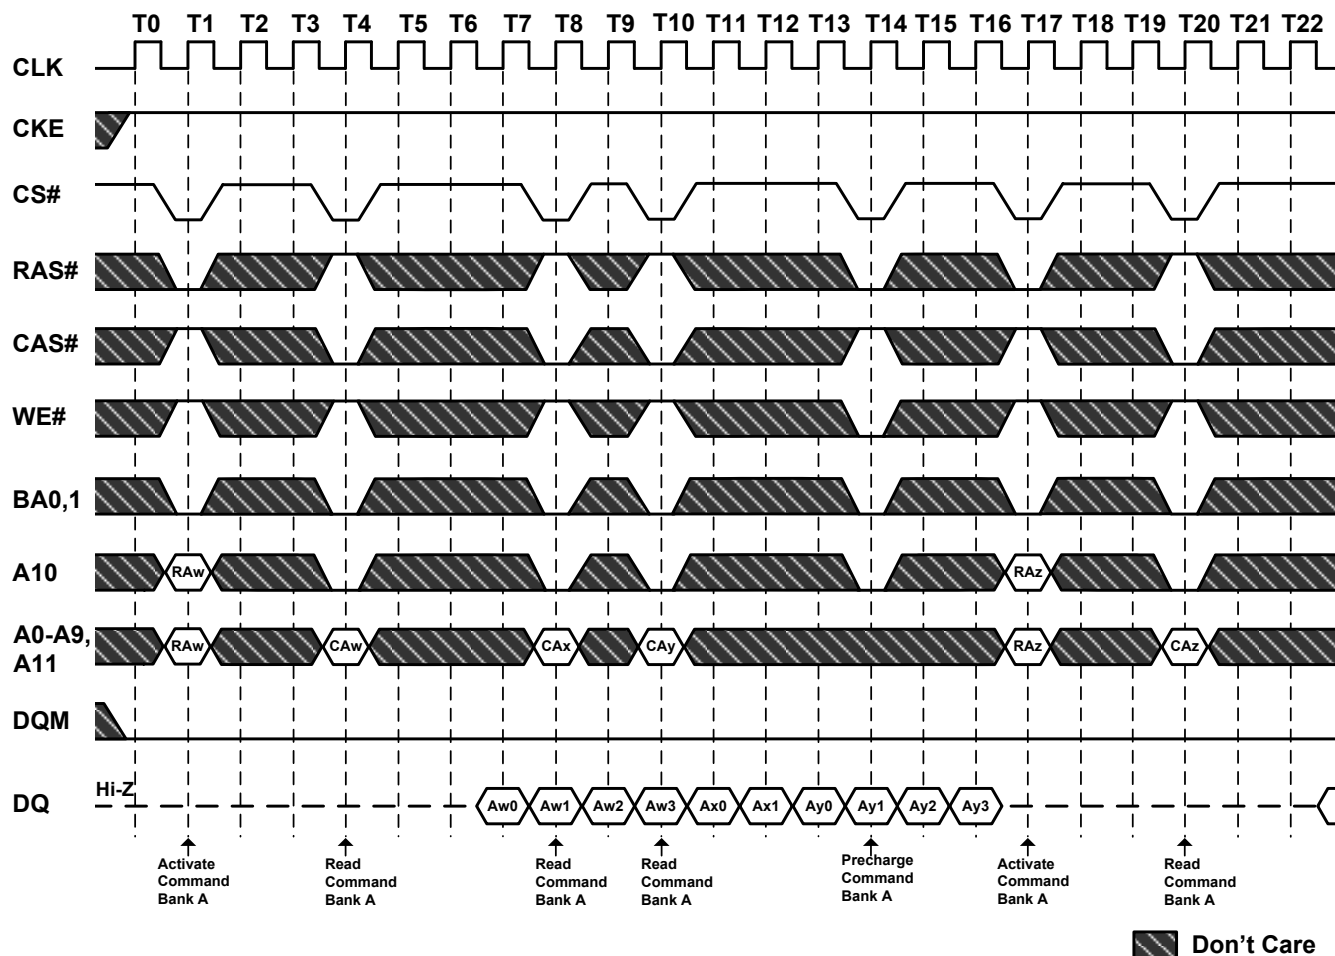 T0 T1 T2 T3 T4 T5 T6 T7 T8 T9 T10 T11 T12 T13 T14 T15 T16 T17 T18 T19 T20 T21 T22
CLK
CKE
CS#
RAS#
CAS#
WE#
BA0,1
A10 RAw RAz
A0-A9,
A11
RAw CAw CAx CAy RAz CAz
DQM
Hi-Z
DQ Aw0 Aw1 Aw2 Aw3 Ax0 Ax1 Ay0 Ay1 Ay2 Ay3
Activate
Command
Bank A
Read
Command
Bank A
Read
Command
Bank A
Read
Command
Bank A
Precharge
Command
Bank A
Activate
Command
Bank A
Read
Command
Bank A
Don't Care